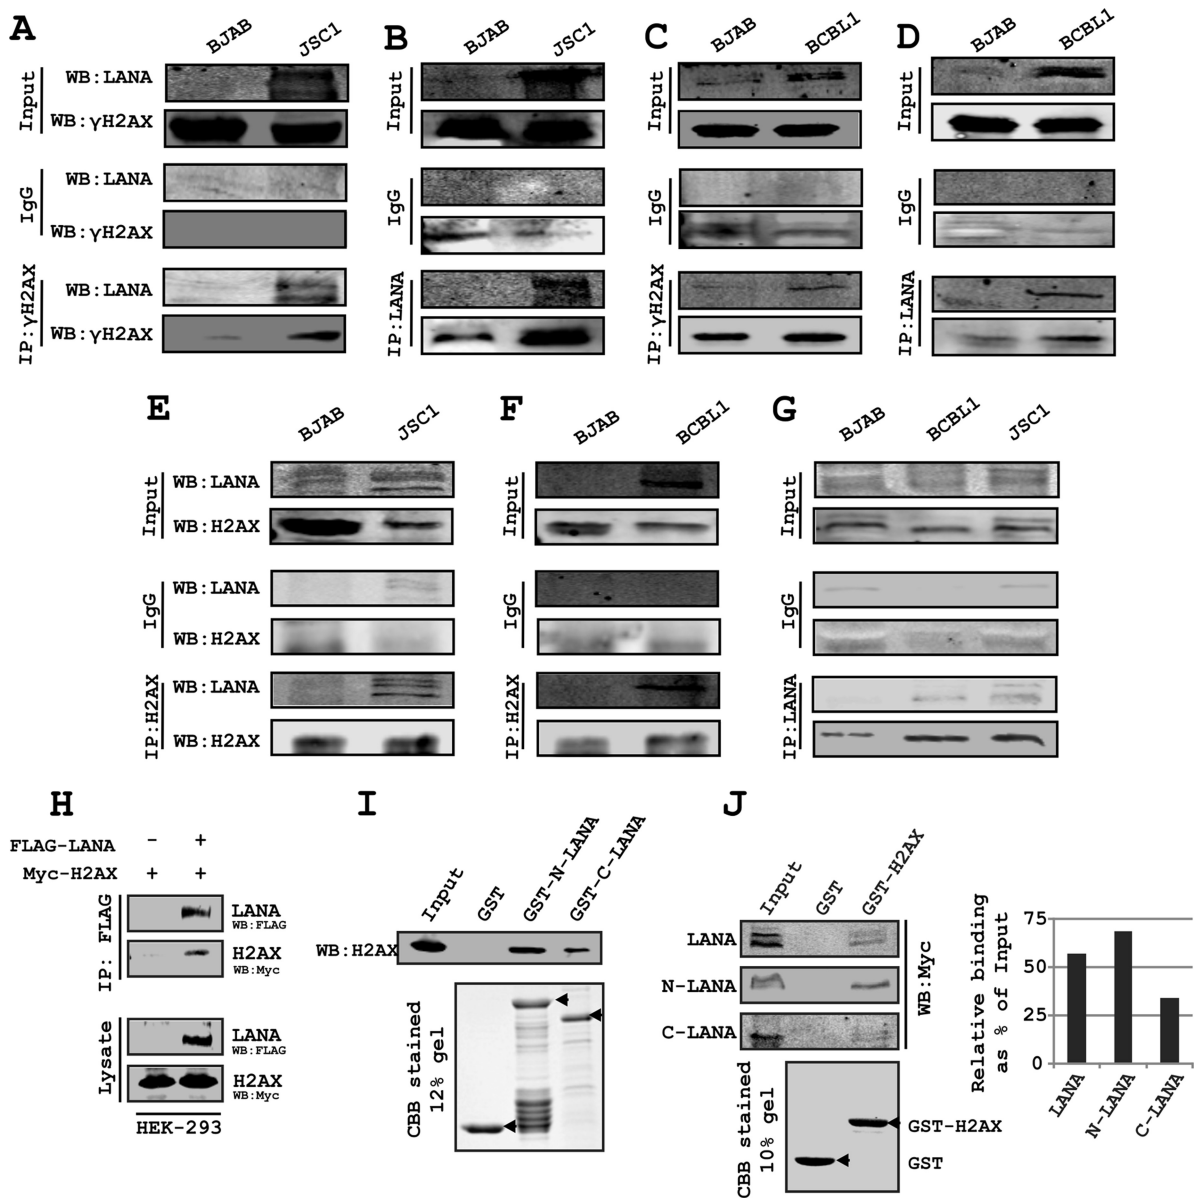 A
BJAB JSC1
Input
WB:LANA
WB:γH2AX
IgG
WB:LANA
WB:γH2AX
IP:γH2AX
WB:LANA
WB:γH2AX
B
BJAB JSC1
Input
IgG
IP:LANA
C
BJAB BCBL1
Input
IgG
IP:γH2AX
D
BJAB BCBL1
Input
IgG
IP:LANA
E
BJAB JSC1
Input
WB:LANA
WB:H2AX
IgG
WB:LANA
WB:H2AX
IP:H2AX
WB:LANA
WB:H2AX
F
BJAB BCBL1
Input
IgG
IP:H2AX
G
BJAB BCBL1 JSC1
Input
IgG
IP:LANA
H
FLAG-LANA - +
Myc-H2AX + +
IP: FLAG
LANA
WB:FLAG
H2AX
WB:Myc
Lysate
LANA
WB:FLAG
H2AX
WB:Myc
HEK-293
I
Input GST GST-N-LANA GST-C-LANA
WB:H2AX
CBB stained
12% gel
J
Input GST GST-H2AX
LANA
N-LANA
C-LANA
WB:Myc
CBB stained
10% gel
GST-H2AX
GST
Relative binding
as % of Input
75
50
25
0
LANA N-LANA C-LANA